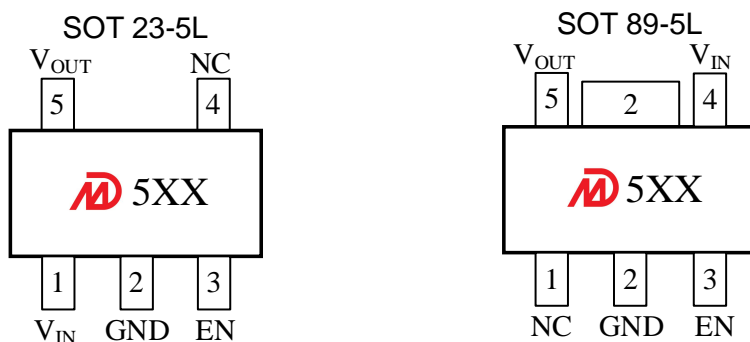 SOT 23-5L
VOUT NC
5 4
5XX
1 2 3
VIN GND EN
SOT 89-5L
VOUT VIN
5 2 4
5XX
1 2 3
NC GND EN